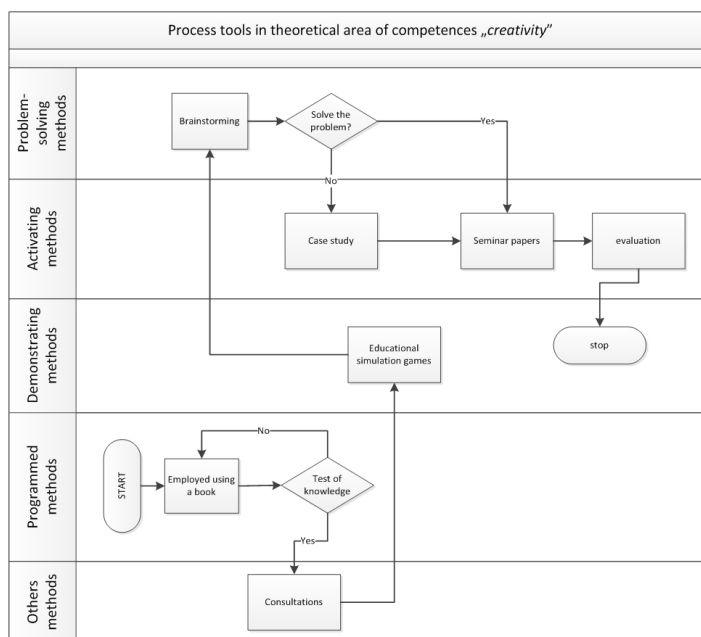 Process tools in theoretical area of competences „creativity”
Problem-
solving
methods
Brainstorming
Solve the
problem?
Yes
No
Activating
methods
Case study
Seminar papers
evaluation
Demonstrating
methods
Educational
simulation games
stop
Programmed
methods
START
Employed using
a book
No
Test of
knowledge
Yes
Others
methods
Consultations